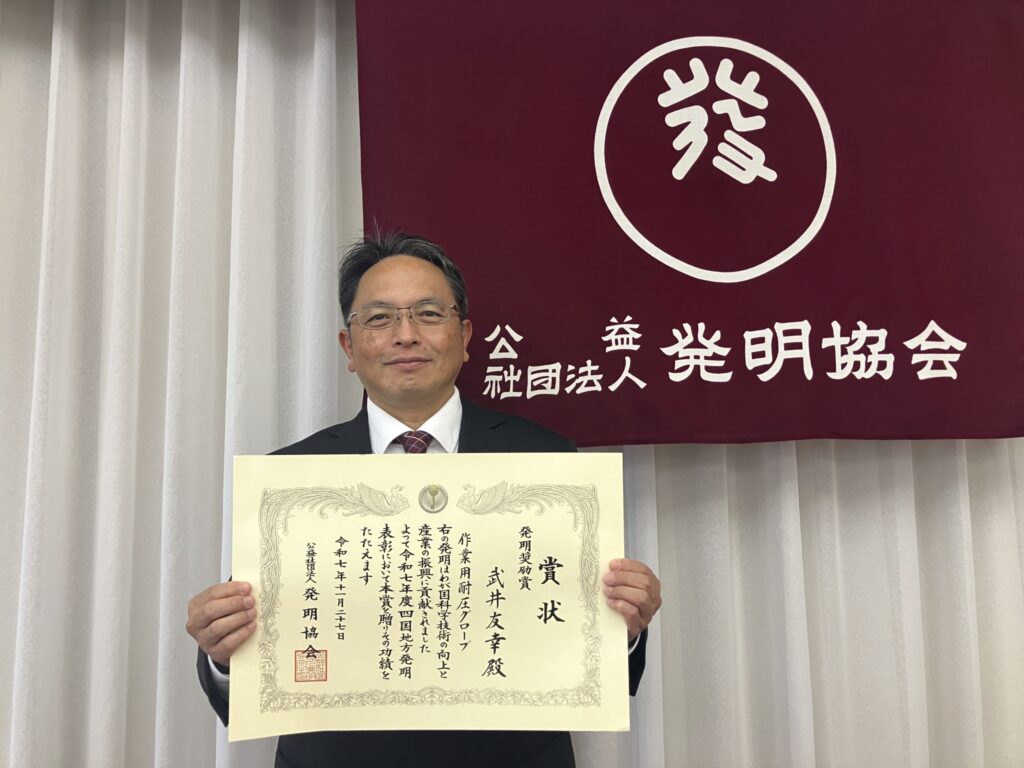 発
公益
社団法人
発明協会
賞状
発明奨励賞
武井友幸殿
作業用耐圧グローブ
右の発明はわが国科学技術の向上と
産業の振興に貢献されました
よって令和七年度四国地方発明
表彰において本賞を贈りその功績を
たたえます
令和七年十一月二十七日
公益社団法人
発明協会